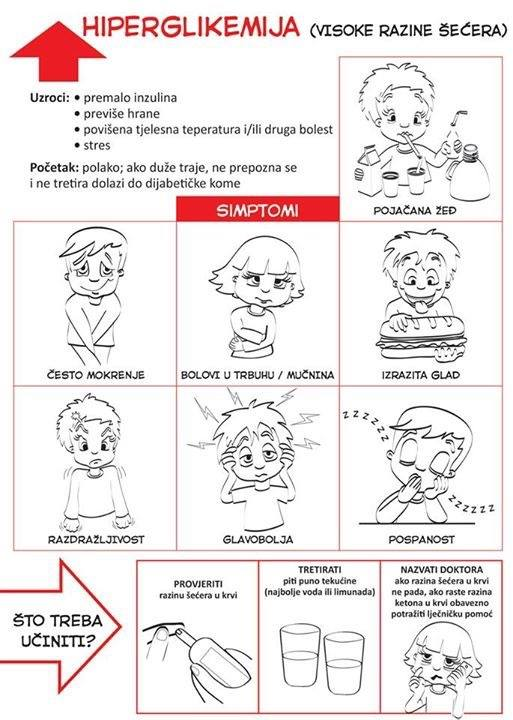 HIPERGLIKEMIJA (VISOKE RAZINE ŠEĆERA)
Uzroci: • premalo inzulina
• previše hrane
• povišena tjelesna teperatura i/ili druga bolest
• stres
Početak: polako; ako duže traje, ne prepozna se
i ne tretira dolazi do dijabetičke kome
SIMPTOMI
POJAČANA ŽEĐ
ČESTO MOKRENJE
BOLOVI U TRBUHU / MUČNINA
IZRAZITA GLAD
RAZDRAŽLJIVOST
GLAVOBOLJA
ZZZZZZ
ZZZZZZ
POSPANOST
ŠTO TREBA
UČINITI?
PROVJERITI
razinu šećera u krvi
TRETIRATI
piti puno tekućine
(najbolje voda ili limunada)
NAZVATI DOKTORA
ako razina šećera u krvi
ne pada, ako raste razina
ketona u krvi obavezno
potražiti lječničku pomoć